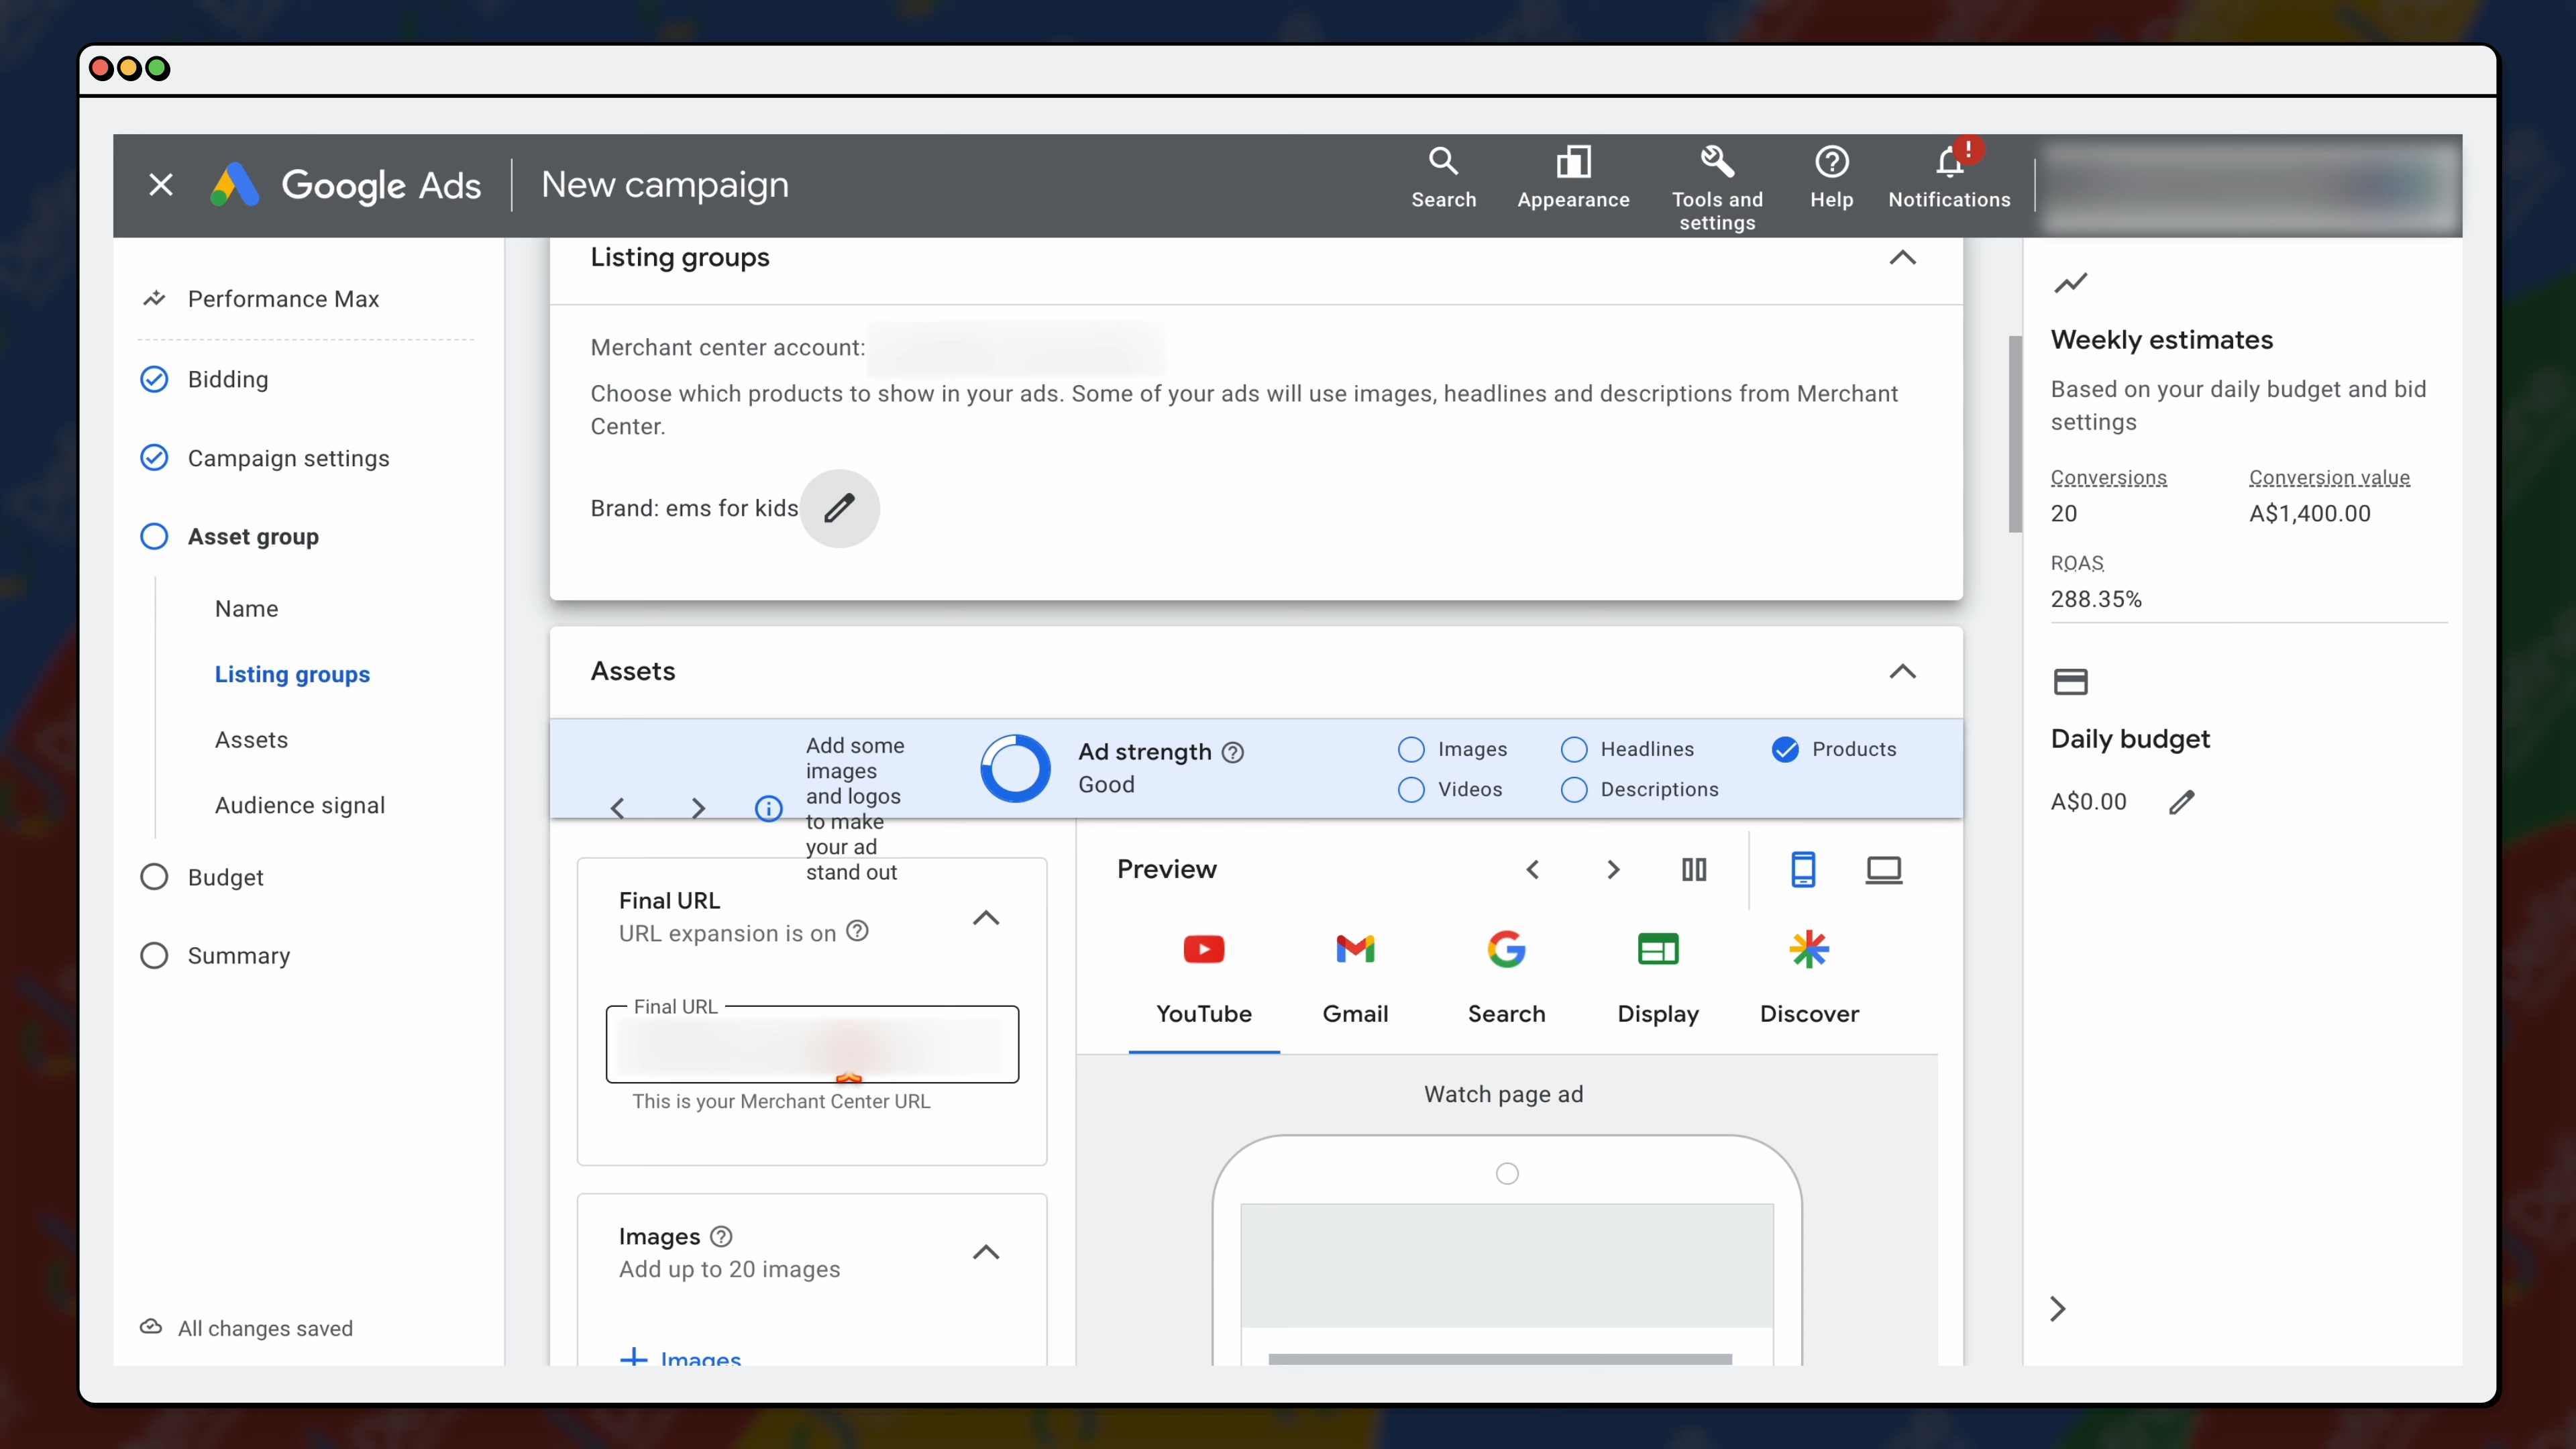 Google Ads
New campaign
Search
Appearance
Tools and
settings
Help
!
Notifications
Performance Max
Bidding
Campaign settings
Asset group
Name
Listing groups
Assets
Audience signal
Budget
Summary
All changes saved
Listing groups
Merchant center account:
Choose which products to show in your ads. Some of your ads will use images, headlines and descriptions from Merchant
Center.
Brand: ems for kids
Assets
Add some
images
and logos
to make
your ad
stand out
Ad strength
Good
Images
Headlines
Products
Videos
Descriptions
Final URL
URL expansion is on
Final URL
This is your Merchant Center URL
Images
Add up to 20 images
Images
Preview
YouTube
Gmail
Search
Display
Discover
Watch page ad
Weekly estimates
Based on your daily budget and bid
settings
Conversions
Conversion value
20
A$1,400.00
ROAS
288.35%
Daily budget
A$0.00